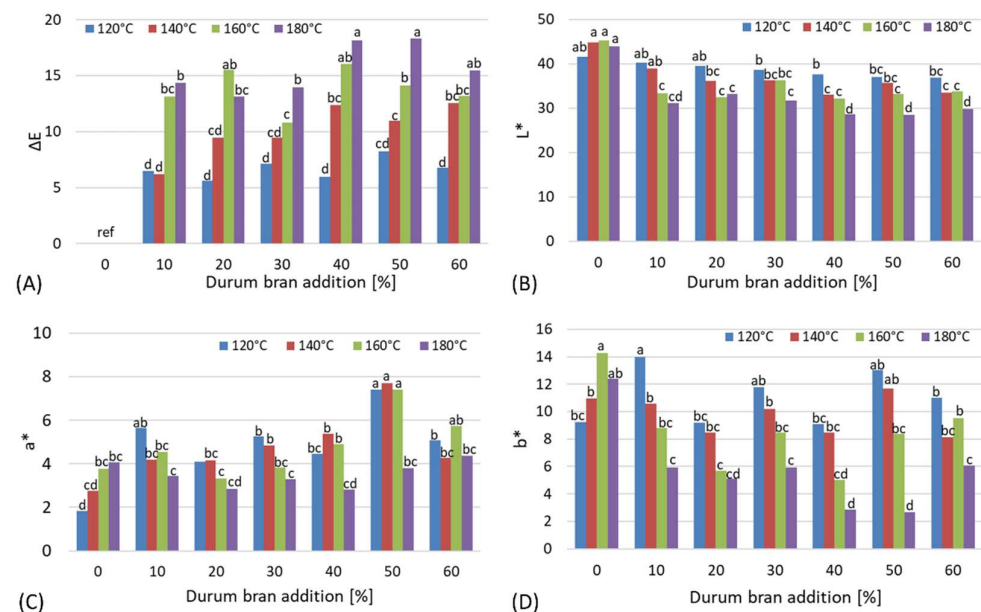 20
15
10
5
0
ΔE
120°C 140°C 160°C 180°C
ref
d d bc b
d cd ab b
d cd c b
d bc ab a
d c bc a
d bc bc ab
0 10 20 30 40 50 60
Durum bran addition [%]
(A)
50
40
30
20
10
0
L*
120°C 140°C 160°C 180°C
ab a a a
ab ab c cd
ab bc c c
b bc bc c
b c c d
bc bc c d
b c c d
0 10 20 30 40 50 60
Durum bran addition [%]
(B)
10
8
6
4
2
0
a*
120°C 140°C 160°C 180°C
d cd bc bc
ab bc bc c
bc bc c
b b bc c
bc b b c
a a a bc
b bc ab bc
0 10 20 30 40 50 60
Durum bran addition [%]
(C)
16
14
12
10
8
6
4
2
0
b*
120°C 140°C 160°C 180°C
bc b a ab
a b bc c
bc bc c cd
b b bc c
bc bc c d
ab ab bc d
b bc b c
0 10 20 30 40 50 60
Durum bran addition [%]
(D)